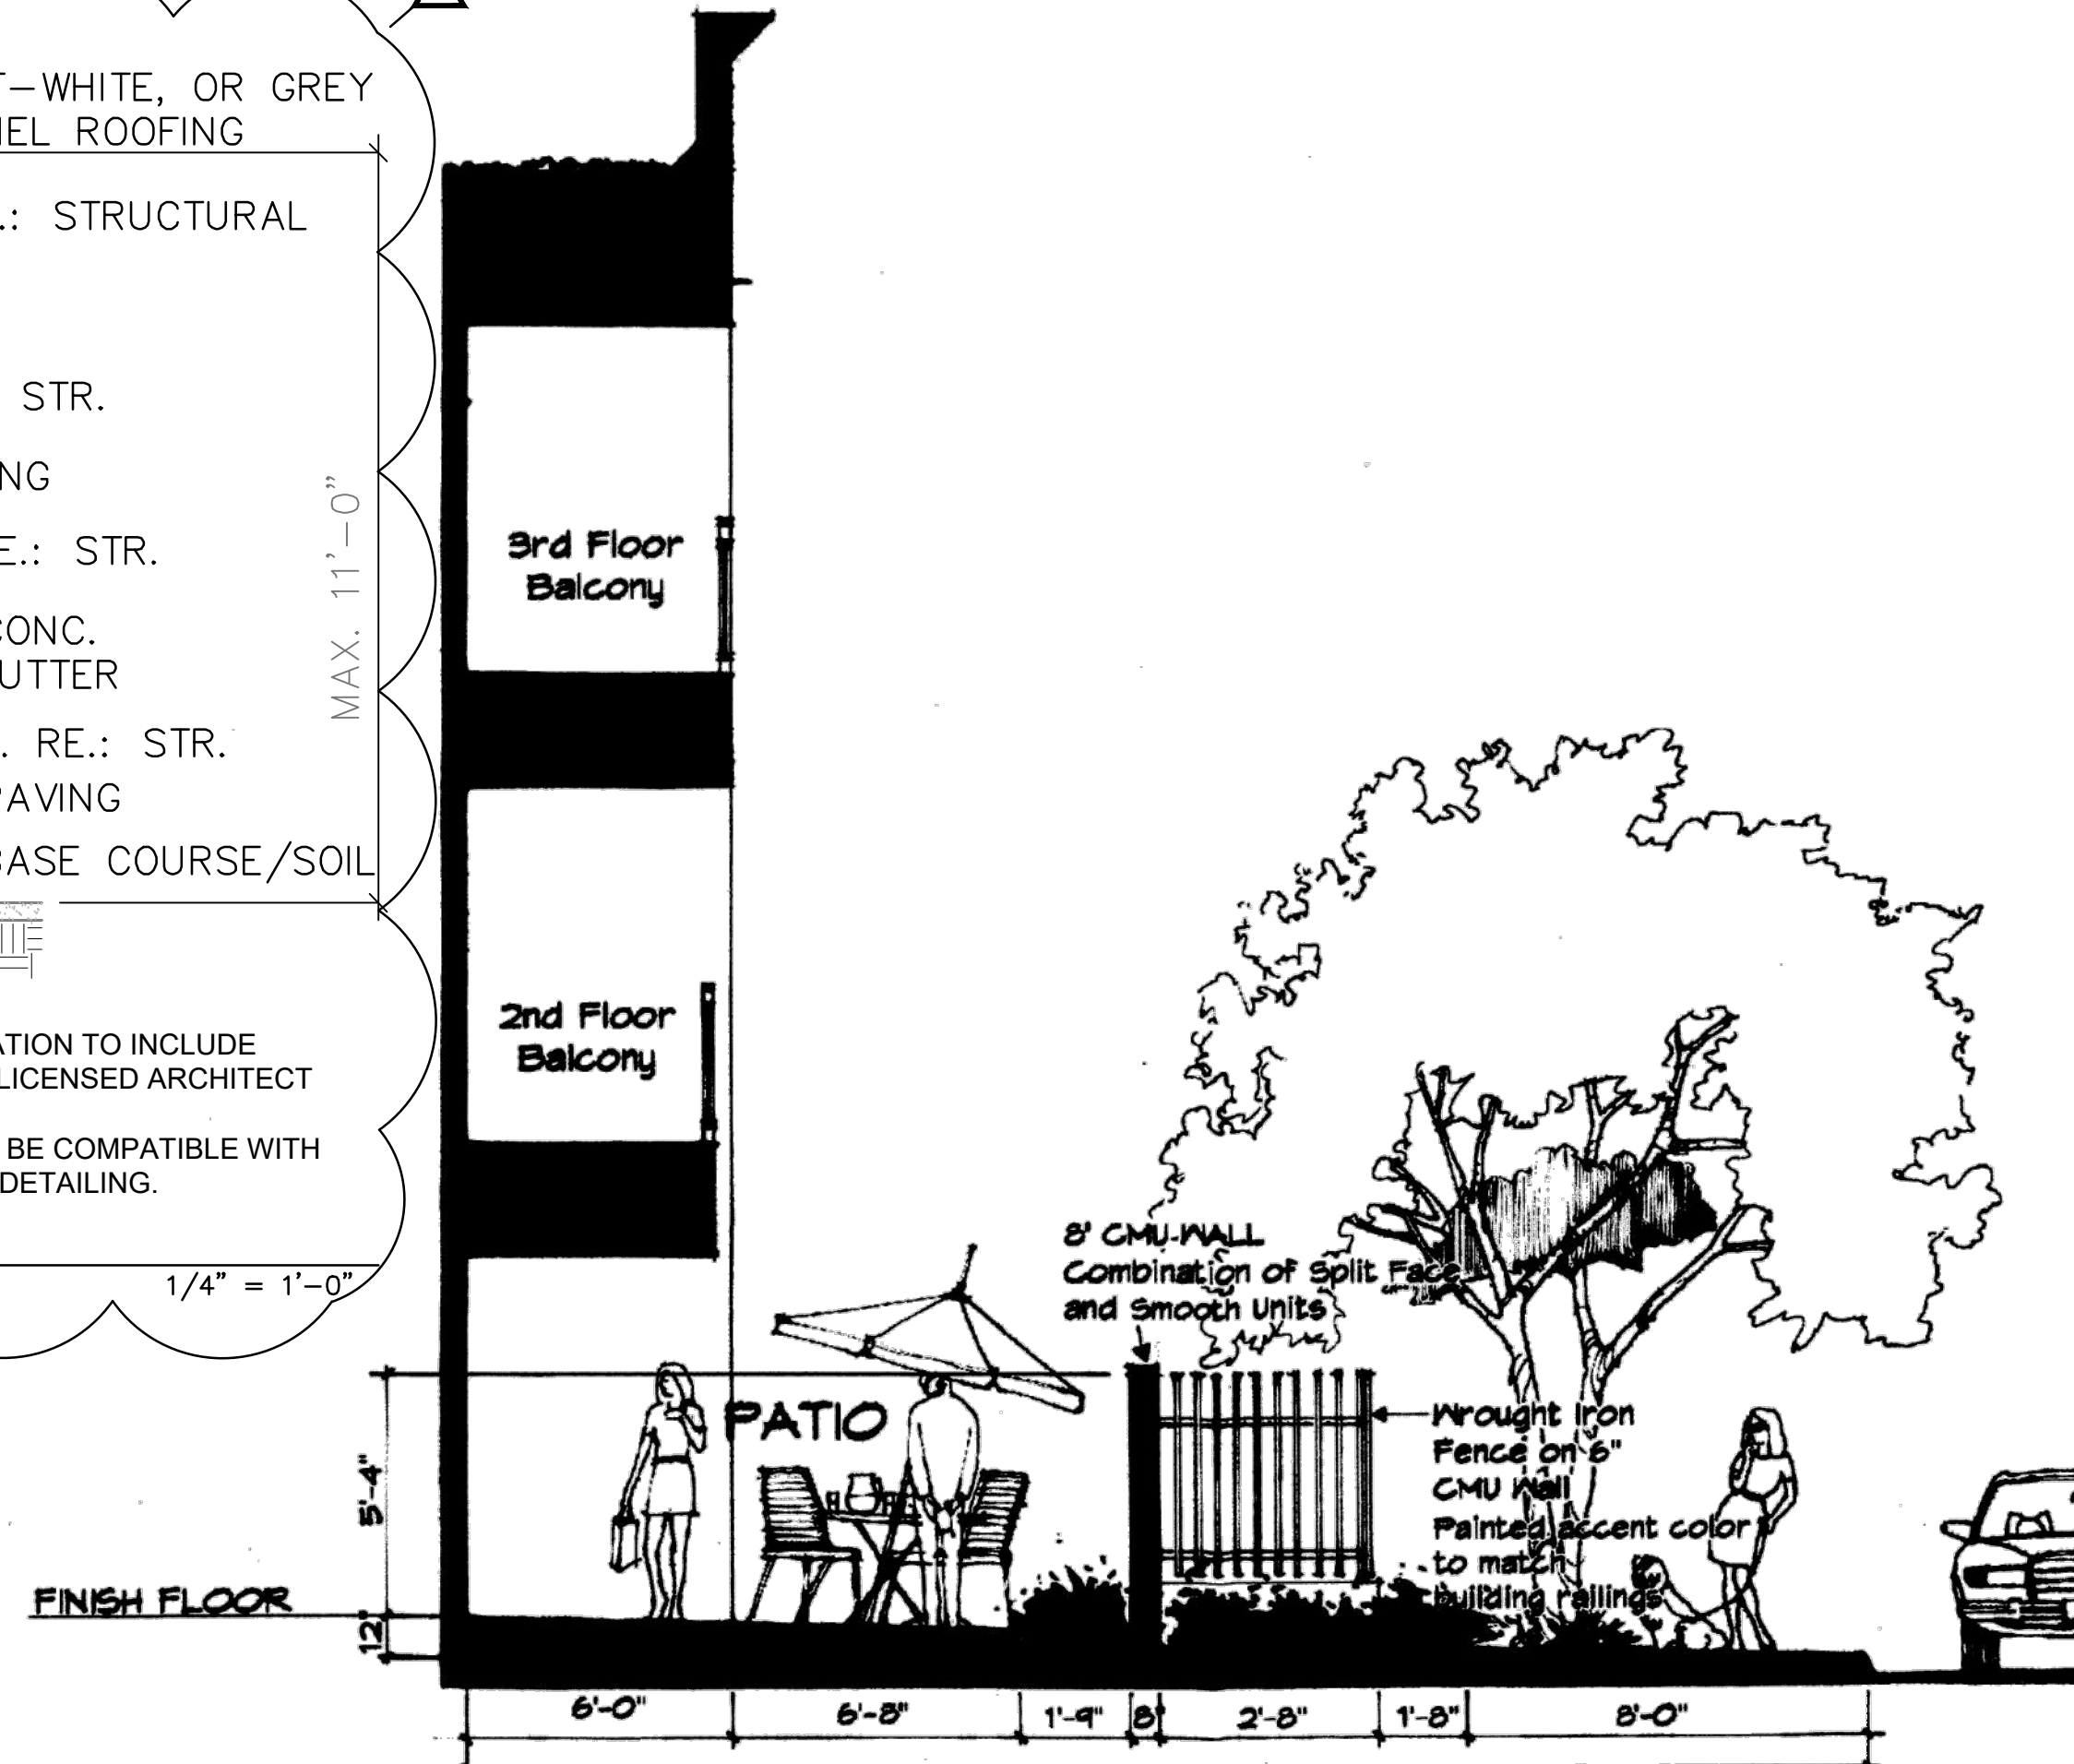 T-WHITE, OR GREY
NEL ROOFING
.: STRUCTURAL
STR.
NG
E.: STR.
CONC.
UTTER
. RE.: STR.
PAVING
BASE COURSE/SOIL
MAX. 11'-0"
ATION TO INCLUDE
LICENSED ARCHITECT
BE COMPATIBLE WITH
DETAILING.
1/4" = 1'-0"
3rd Floor
Balcony
2nd Floor
Balcony
8' CMU-WALL
Combination of Split Face
and Smooth Units
PATIO
Wrought Iron
Fence on 6"
CMU Wall
Painted accent color
to match
building railings
5'-4"
FINISH FLOOR
12"
6'-0"
6'-8"
1'-9"
8"
2'-8"
1'-8"
8'-0"